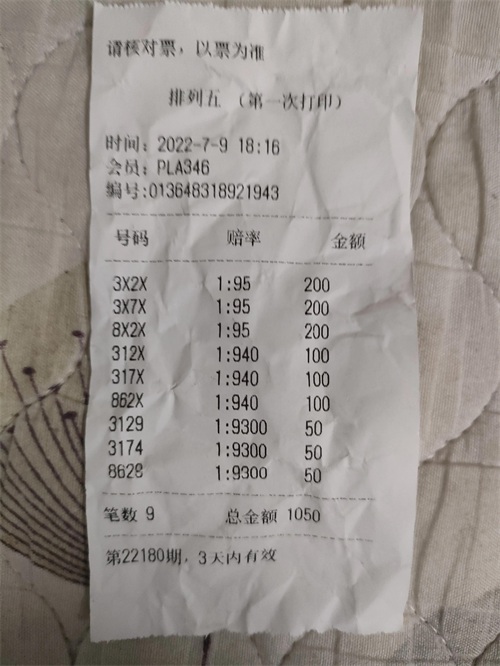 请核对票，以票为准
排列五 （第一次打印）
时间：2022-7-9 18:16
会员：PLA346
编号:013648318921943
号码 赔率 金额
3X2X 1:95 200
3X7X 1:95 200
8X2X 1:95 200
312X 1:940 100
317X 1:940 100
862X 1:940 100
3129 1:9300 50
3174 1:9300 50
8628 1:9300 50
笔数 9 总金额 1050
第22180期，3天内有效